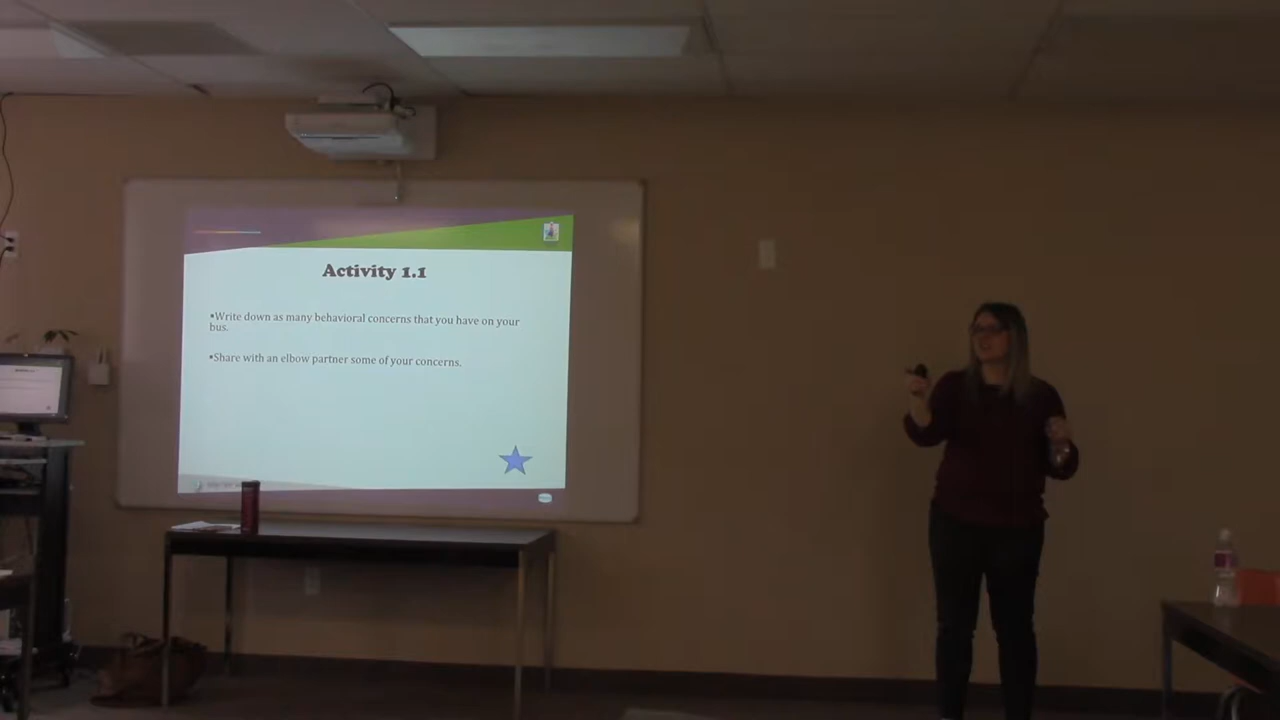 Activity 1.1
•Write down as many behavioral concerns that you have on your
bus.
•Share with an elbow partner some of your concerns.